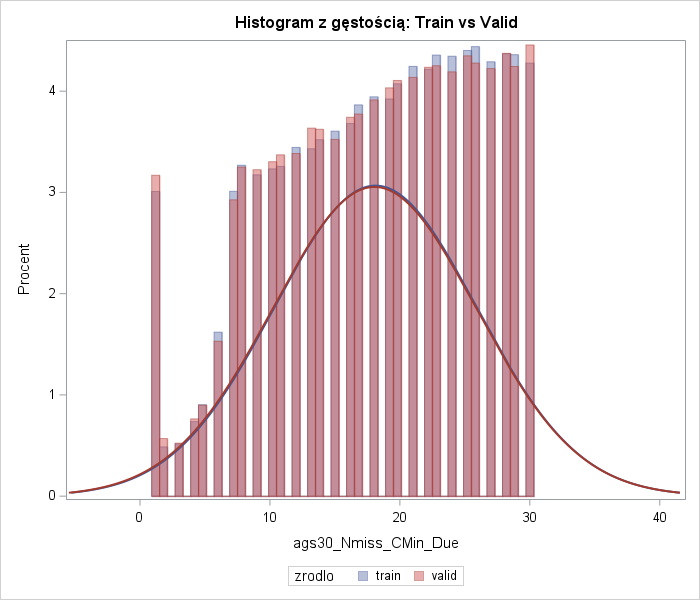 Histogram z gęstością: Train vs Valid
Procent
4
3
2
1
0
0 10 20 30 40
ags30_Nmiss_CMin_Due
zrodlo train valid